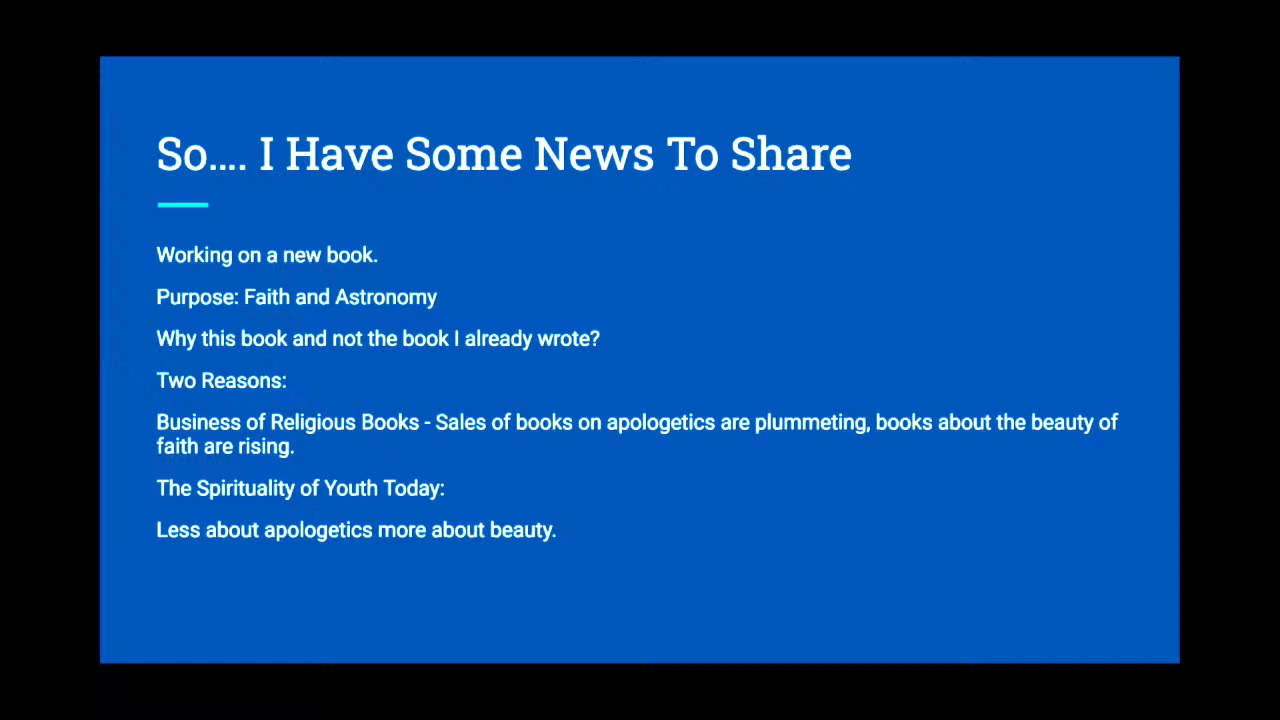 So.... I Have Some News To Share
Working on a new book.
Purpose: Faith and Astronomy
Why this book and not the book I already wrote?
Two Reasons:
Business of Religious Books - Sales of books on apologetics are plummeting, books about the beauty of
faith are rising.
The Spirituality of Youth Today:
Less about apologetics more about beauty.